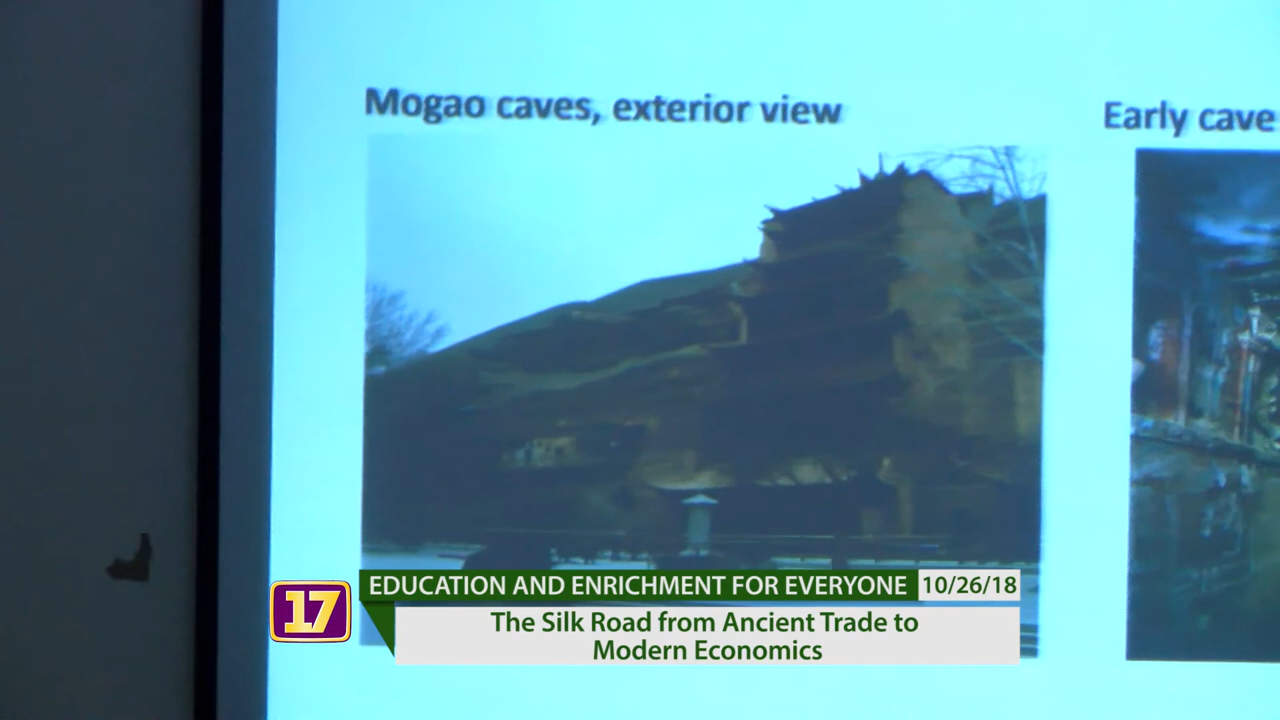 Mogao caves, exterior view
Early cave
17
EDUCATION AND ENRICHMENT FOR EVERYONE
10/26/18
The Silk Road from Ancient Trade to
Modern Economics